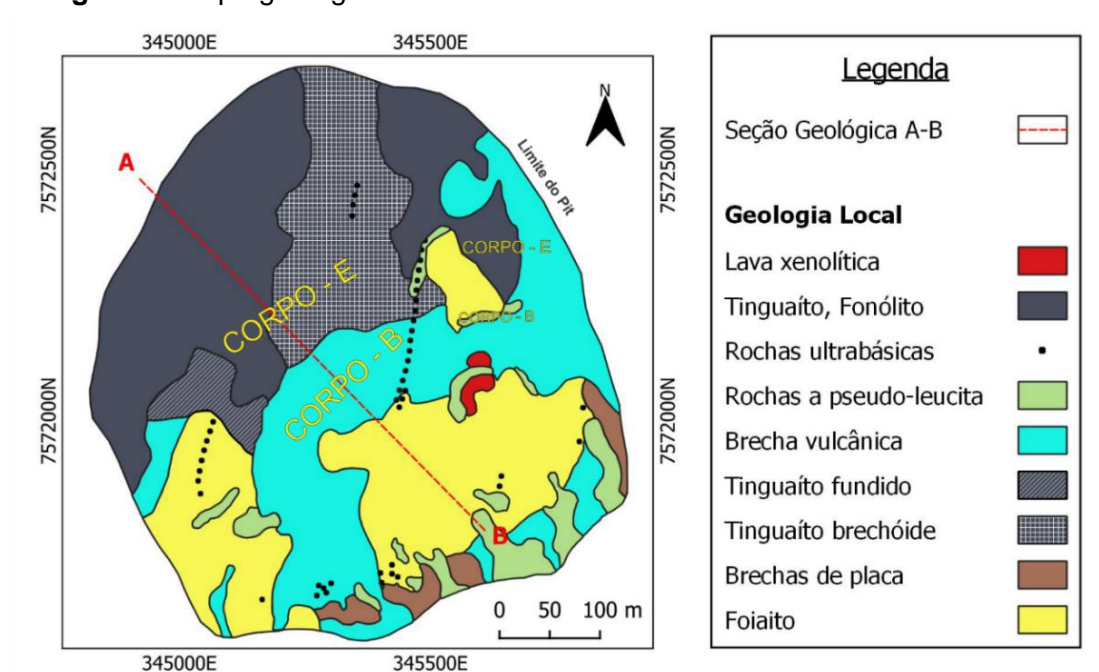 345000E 345500E
7572500N
7572000N
A
N
Limite do Pit
7572500N
7572000N
CORPO - E
CORPO - E
CORPO - B
CORPO - B
B
0 50 100 m
345000E 345500E
Legenda
Seção Geológica A-B
Geologia Local
Lava xenolítica
Tinguaíto, Fonólito
Rochas ultrabásicas
Rochas a pseudo-leucita
Brecha vulcânica
Tinguaíto fundido
Tinguaíto brechóide
Brechas de placa
Foiaito